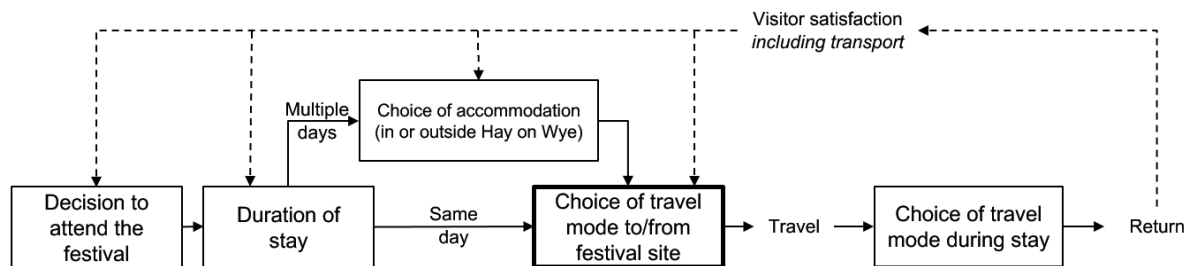 Visitor satisfaction
including transport
Multiple
days
Choice of accommodation
(in or outside Hay on Wye)
Decision to
attend the
festival
Duration of
stay
Same
day
Choice of travel
mode to/from
festival site
Travel
Choice of travel
mode during stay
Return